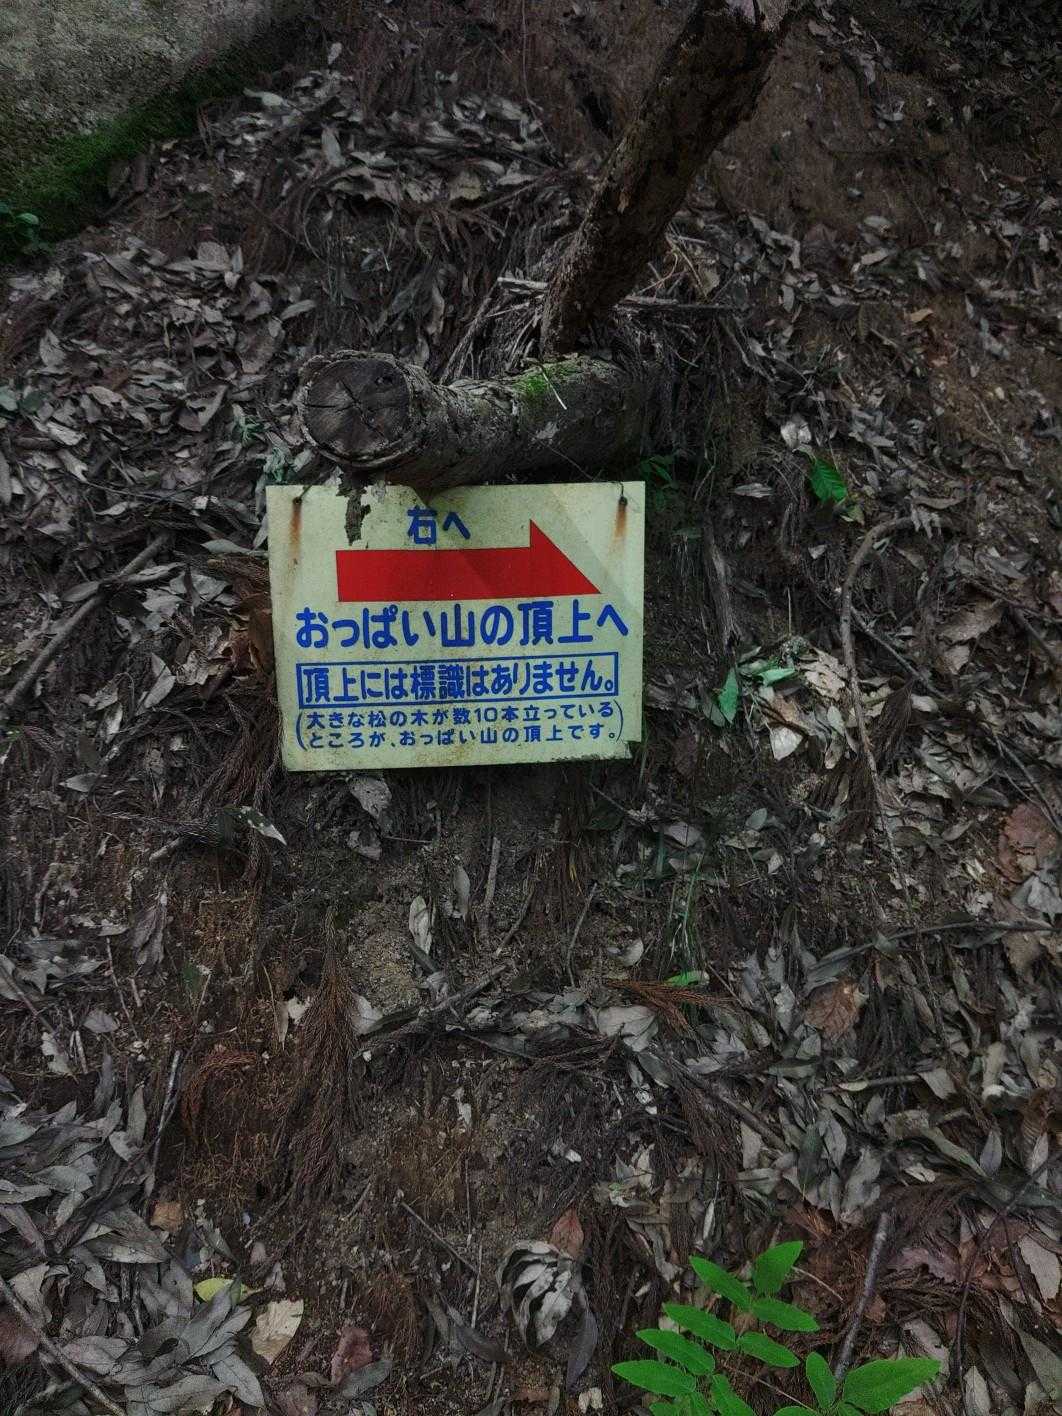 右へ
おっぱい山の頂上へ
頂上には標識はありません。
(大きな松の木が数10本立っている
ところが、おっぱい山の頂上です。)